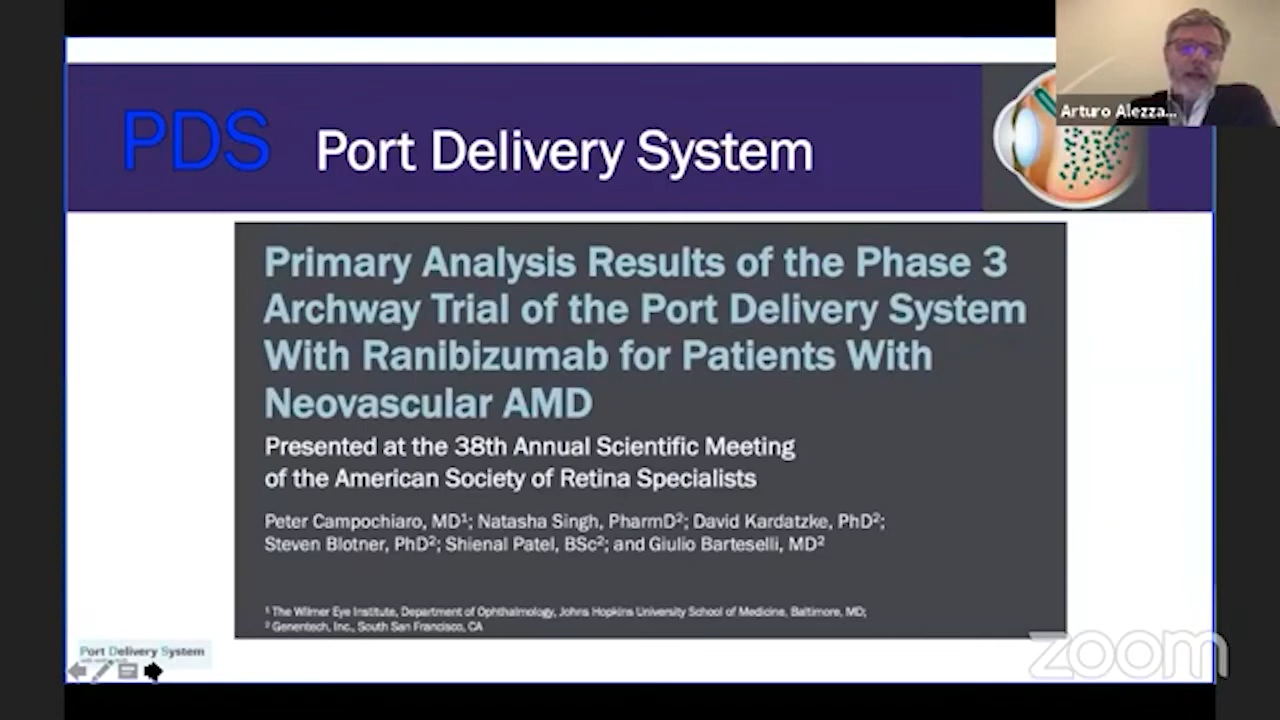 PDS Port Delivery System
Arturo Alezza...
Primary Analysis Results of the Phase 3
Archway Trial of the Port Delivery System
With Ranibizumab for Patients With
Neovascular AMD
Presented at the 38th Annual Scientific Meeting
of the American Society of Retina Specialists
Peter Campochiaro, MD¹; Natasha Singh, PharmD²; David Kardatzke, PhD²;
Steven Blotner, PhD²; Shienal Patel, BSc²; and Giulio Barteselli, MD²
¹ The Wilmer Eye Institute, Department of Ophthalmology, Johns Hopkins University School of Medicine, Baltimore, MD;
² Genentech, Inc., South San Francisco, CA
Port Delivery System
zoom